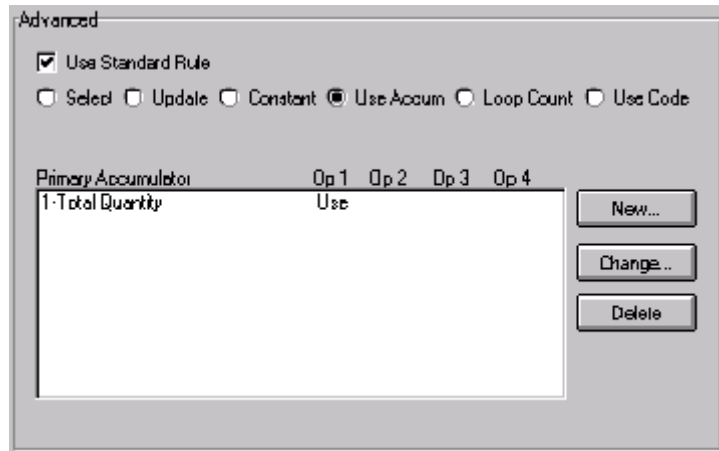 Advanced
Use Standard Rule
Select Update Constant Use Accum Loop Count Use Code
Primary Accumulator Op 1 Op 2 Op 3 Op 4
1-Total Quantity Use
New...
Change...
Delete